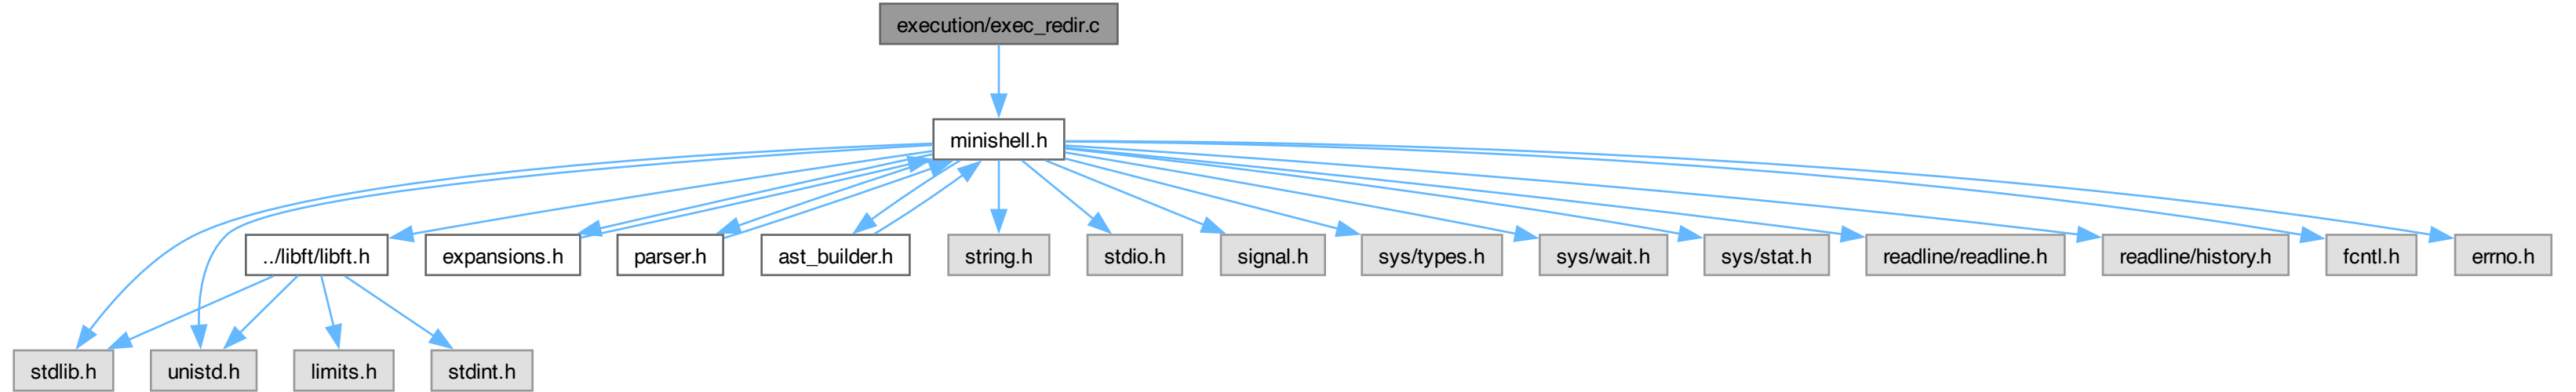 execution/exec_redir.c
minishell.h
../libft/libft.h
expansions.h
parser.h
ast_builder.h
string.h
stdio.h
signal.h
sys/types.h
sys/wait.h
sys/stat.h
readline/readline.h
readline/history.h
fcntl.h
errno.h
stdlib.h
unistd.h
limits.h
stdint.h